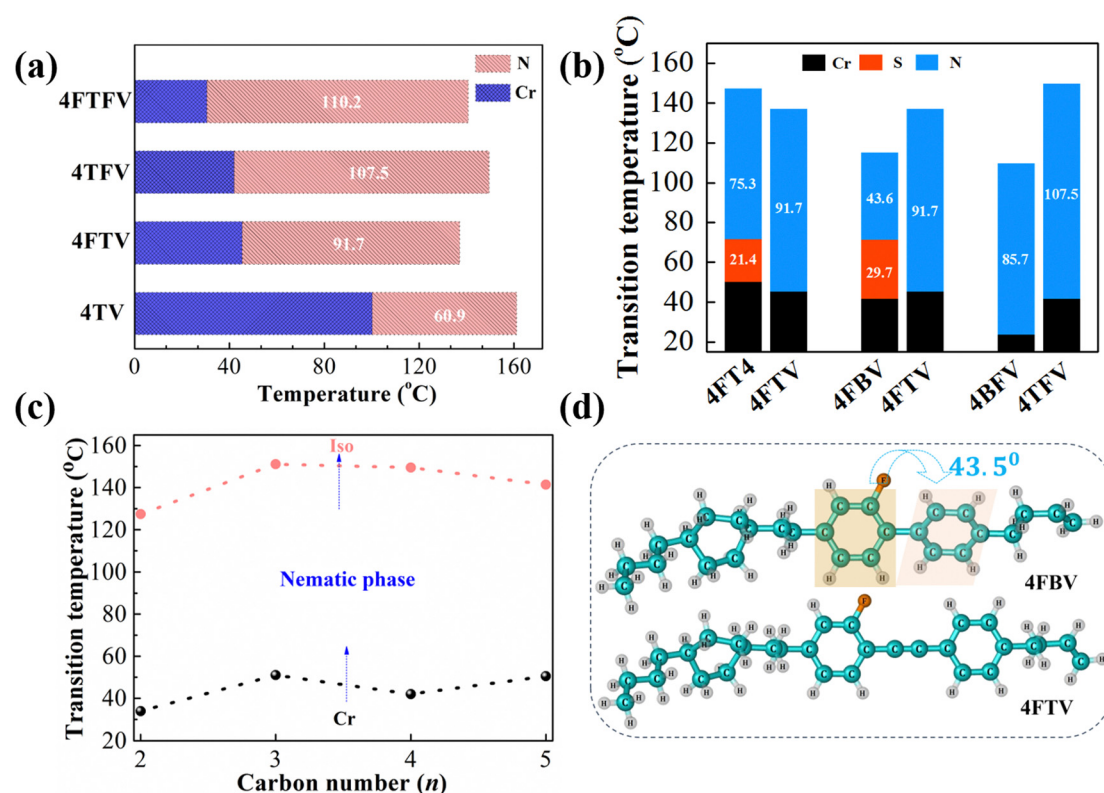 (a)
N
Cr
4FTFV
110.2
4TFV
107.5
4FTV
91.7
4TV
60.9
0
40
80
120
160
Temperature (°C)
(b)
Cr S N
Transition temperature (°C)
160
140
120
100
80
60
40
20
75.3
21.4
91.7
43.6
29.7
91.7
85.7
107.5
4FT4
4FTV
4FBV
4FTV
4BFV
4TFV
(c)
Transition temperature (°C)
160
140
120
100
80
60
40
20
Iso
Nematic phase
Cr
2
3
4
5
Carbon number (n)
(d)
43.5⁰
F
4FBV
F
4FTV